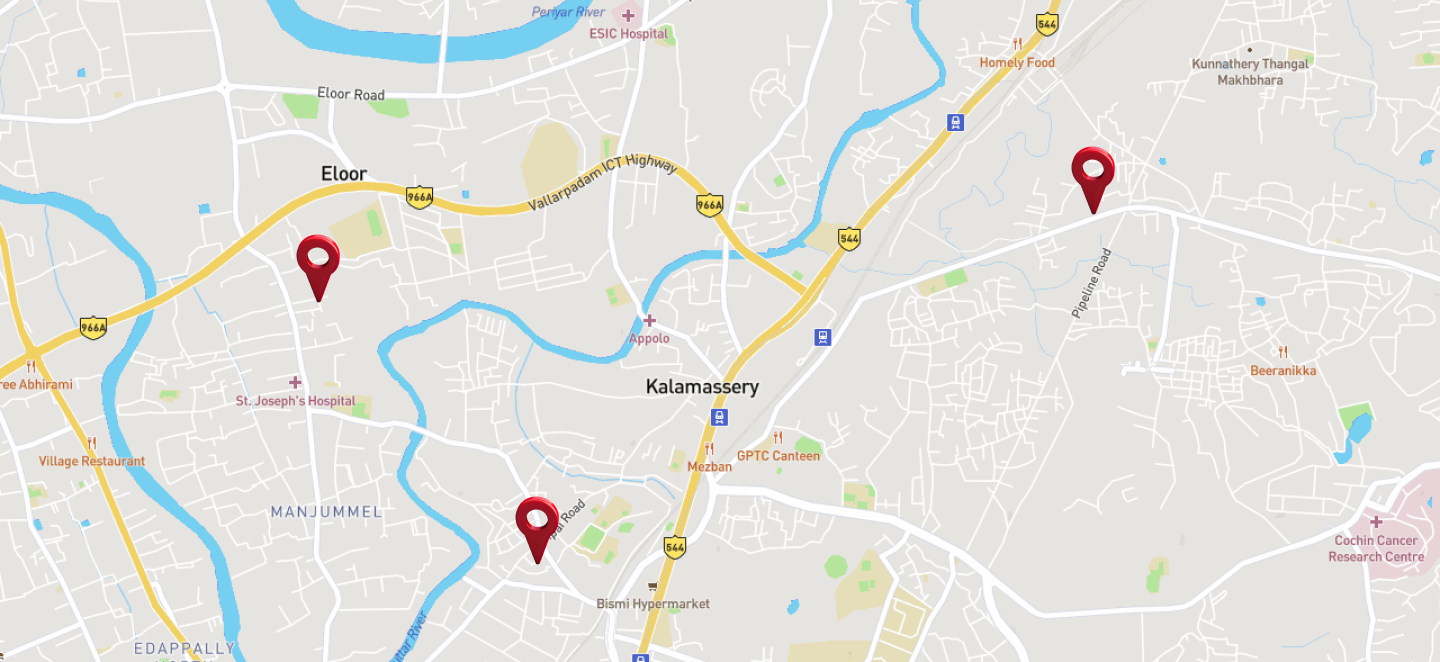 Periyar River
ESIC Hospital
544
Homely Food
Kunnathery Thangal
Makhbhara
Eloor Road
Eloor
966A
Vallarpadam ICT Highway
966A
544
Pipeline Road
966A
Appolo
Beeranikka
ree Abhirami
Kalamassery
St. Joseph's Hospital
Village Restaurant
Mezban
GPTC Canteen
MANJUMMEL
pal Road
Cochin Cancer
Research Centre
544
Bismi Hypermarket
ttar River
EDAPPALLY